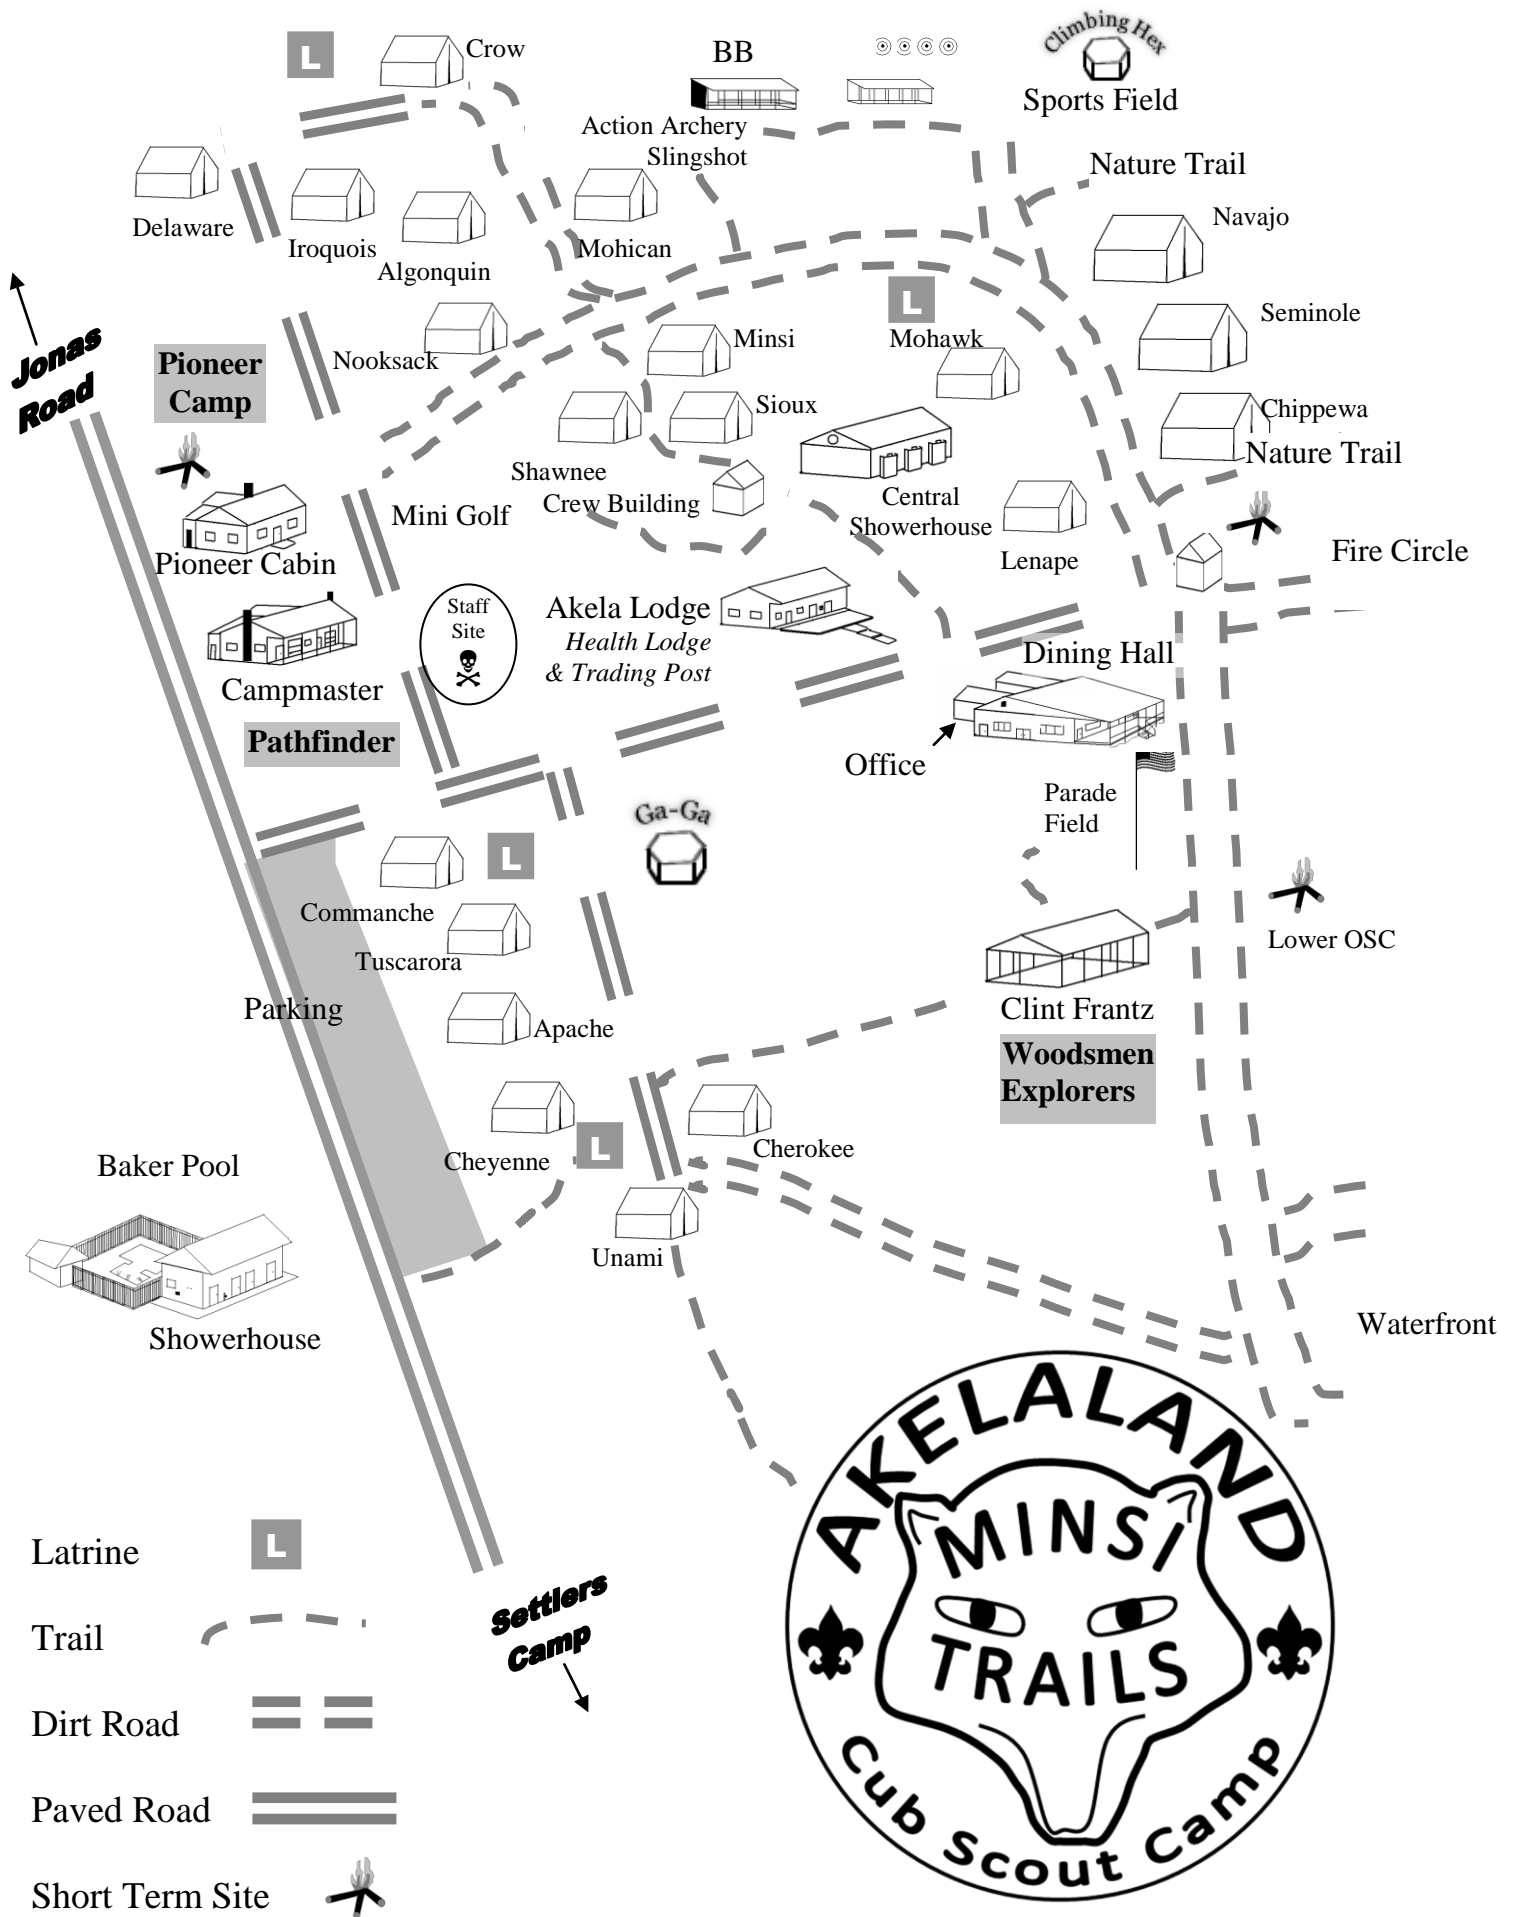 Crow
L
BB
Climbing Hex
Sports Field
Action Archery
Slingshot
Nature Trail
Delaware
Iroquois
Algonquin
Mohican
Navajo
Jonas
Road
Pioneer
Camp
Nooksack
Minsi
L
Mohawk
Seminole
Sioux
Chippewa
Nature Trail
Shawnee
Crew Building
Central
Showerhouse
Mini Golf
Lenape
Fire Circle
Pioneer Cabin
Staff
Site
Akela Lodge
Health Lodge
& Trading Post
Dining Hall
Campmaster
Pathfinder
Office
Parade
Field
Ga-Ga
L
Commanche
Tuscarora
Lower OSC
Parking
Apache
Clint Frantz
Woodsmen
Explorers
Cheyenne
L
Cherokee
Baker Pool
Unami
Showerhouse
Waterfront
Settlers
Camp
Latrine
L
Trail
Dirt Road
Paved Road
Short Term Site
AKELALAND
MINSI
TRAILS
Cub Scout Camp